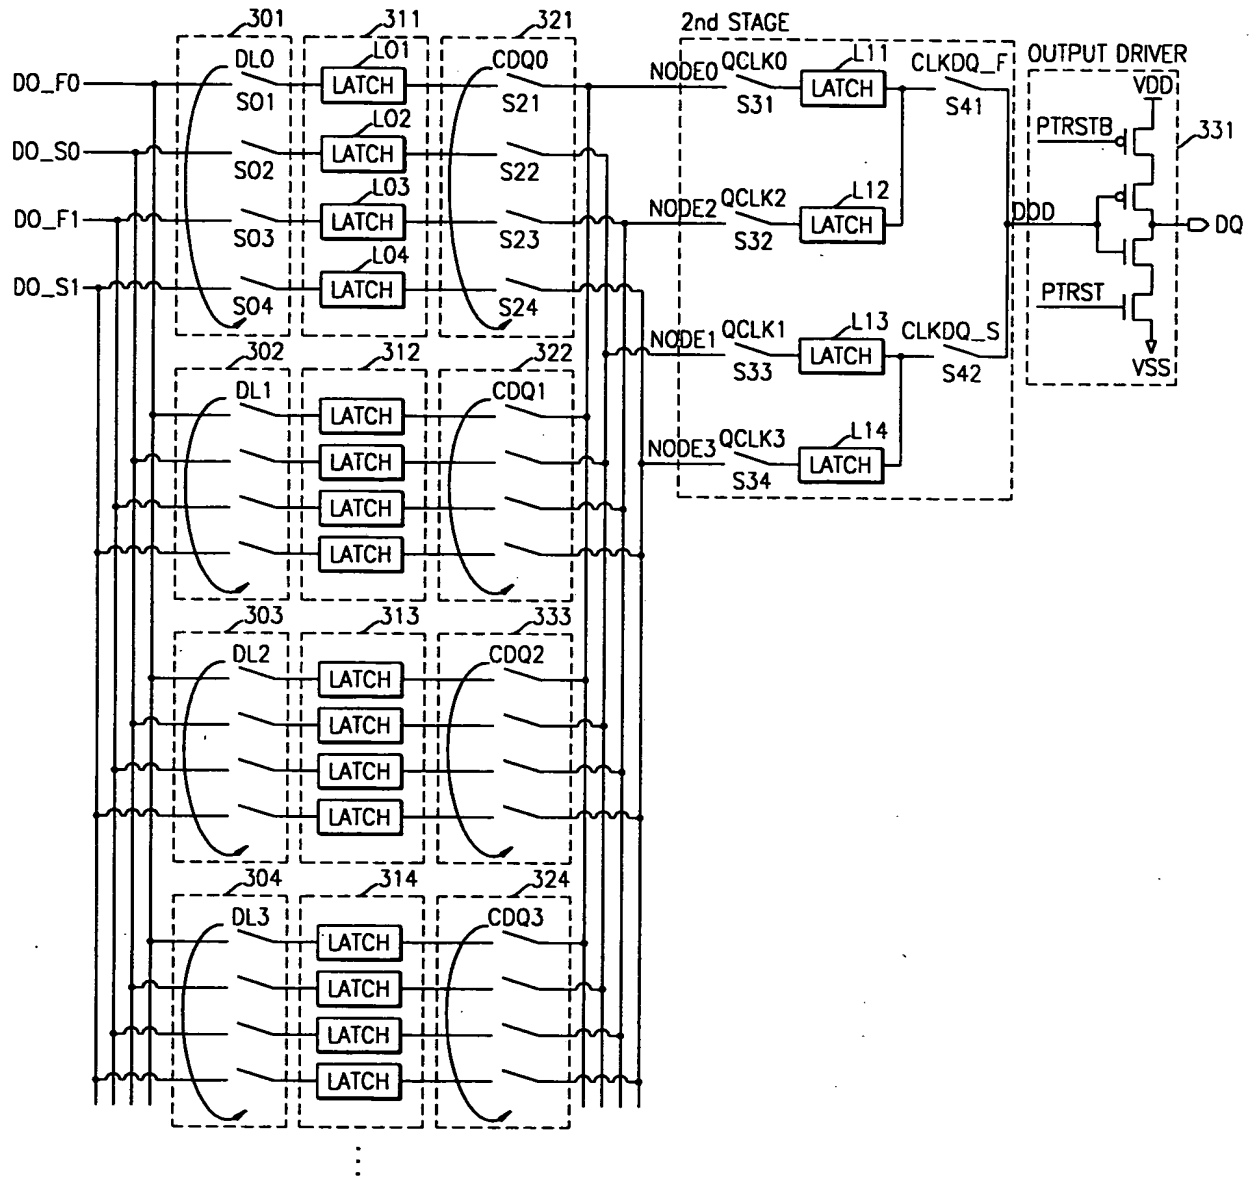 301 311 321
2nd STAGE
DL0 L01 CDQ0 NODE0 QCLK0 L11 CLKDQ_F OUTPUT DRIVER
DO_F0 LATCH LATCH VDD
S01 S21 S31 S41
L02 PTRSTB 331
DO_S0 LATCH
S02 S22
L03 NODE2 QCLK2 L12
DO_F1 LATCH LATCH DOD DQ
S03 S23 S32
L04
DO_S1 LATCH PTRST
S04 S24
NODE1 QCLK1 L13 CLKDQ_S
302 312 322 LATCH VSS
S33 S42
DL1 LATCH CDQ1
NODE3 QCLK3 L14
LATCH LATCH
S34
LATCH
LATCH
303 313 333
DL2 LATCH CDQ2
LATCH
LATCH
LATCH
304 314 324
DL3 LATCH CDQ3
LATCH
LATCH
LATCH